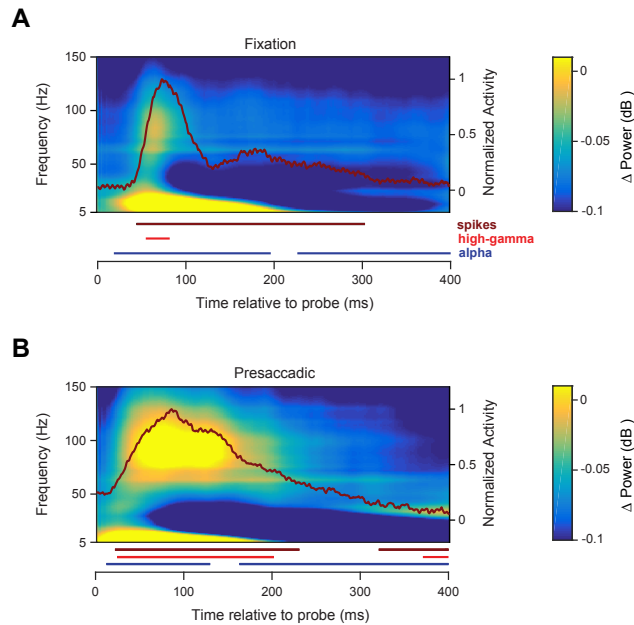 A
Fixation
150
100
50
5
Frequency (Hz)
1
0.5
0
Normalized Activity
0
-0.05
-0.1
Δ Power (dB )
spikes
high-gamma
alpha
0 100 200 300 400
Time relative to probe (ms)
B
Presaccadic
150
100
50
5
Frequency (Hz)
1
0.5
0
Normalized Activity
0
-0.05
-0.1
Δ Power (dB )
0 100 200 300 400
Time relative to probe (ms)